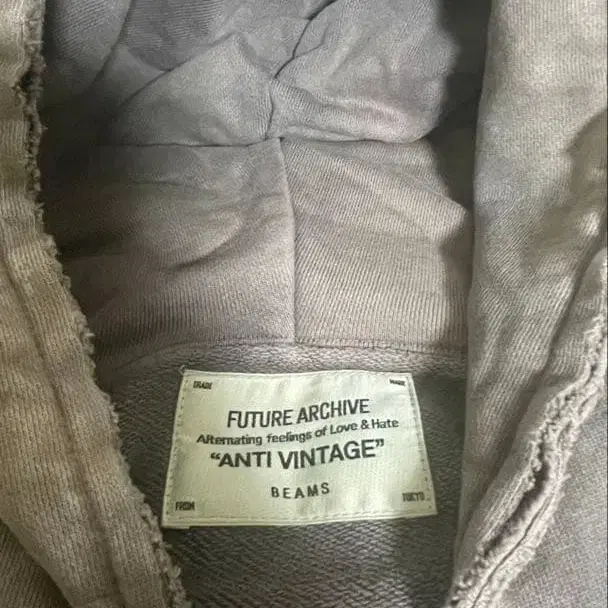 TRADE MARK
FUTURE ARCHIVE
Alternating feelings of Love & Hate
"ANTI VINTAGE"
BEAMS
FROM TOKYO